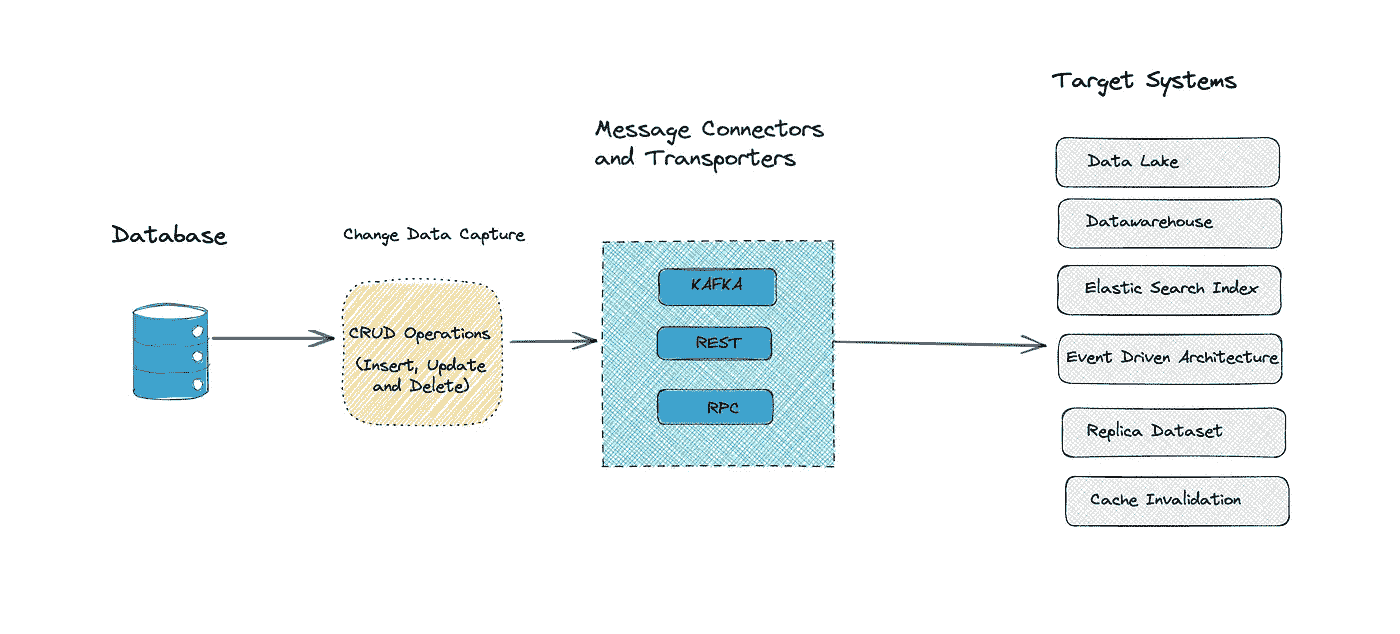 Target Systems
Message Connectors
and Transporters
Data Lake
Datawarehouse
Database
Change Data Capture
KAFKA
Elastic Search Index
CRUD Operations
(Insert, Update
and Delete)
REST
Event Driven Architecture
RPC
Replica Dataset
Cache Invalidation